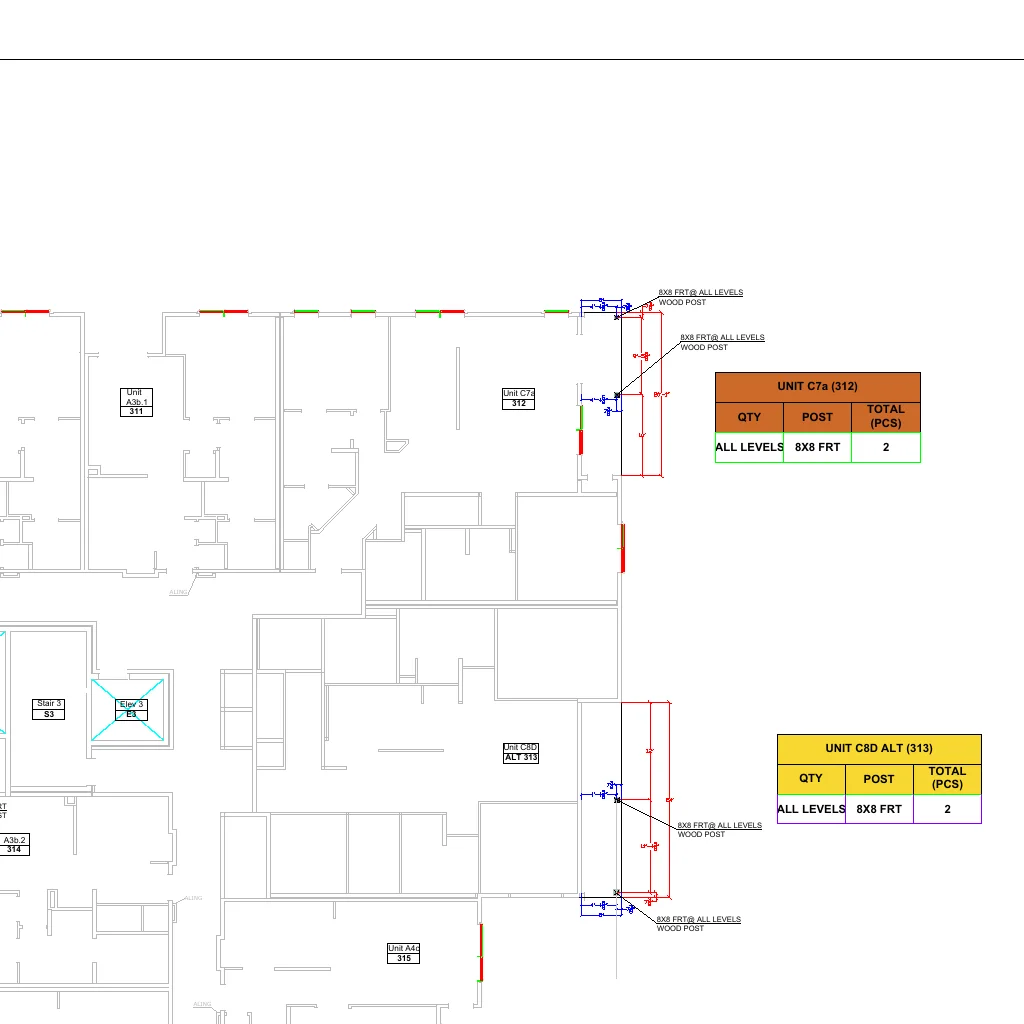 8X8 FRT@ ALL LEVELS
WOOD POST
8X8 FRT@ ALL LEVELS
WOOD POST
UNIT C7a (312)
QTY
POST
TOTAL
(PCS)
ALL LEVELS
8X8 FRT
2
Unit
A3b.1
311
Unit C7a
312
ALING
Stair 3
S3
Elev 3
E3
Unit C8D
ALT 313
UNIT C8D ALT (313)
QTY
POST
TOTAL
(PCS)
ALL LEVELS
8X8 FRT
2
8X8 FRT@ ALL LEVELS
WOOD POST
A3b.2
314
ALING
8X8 FRT@ ALL LEVELS
WOOD POST
Unit A4c
315
ALING